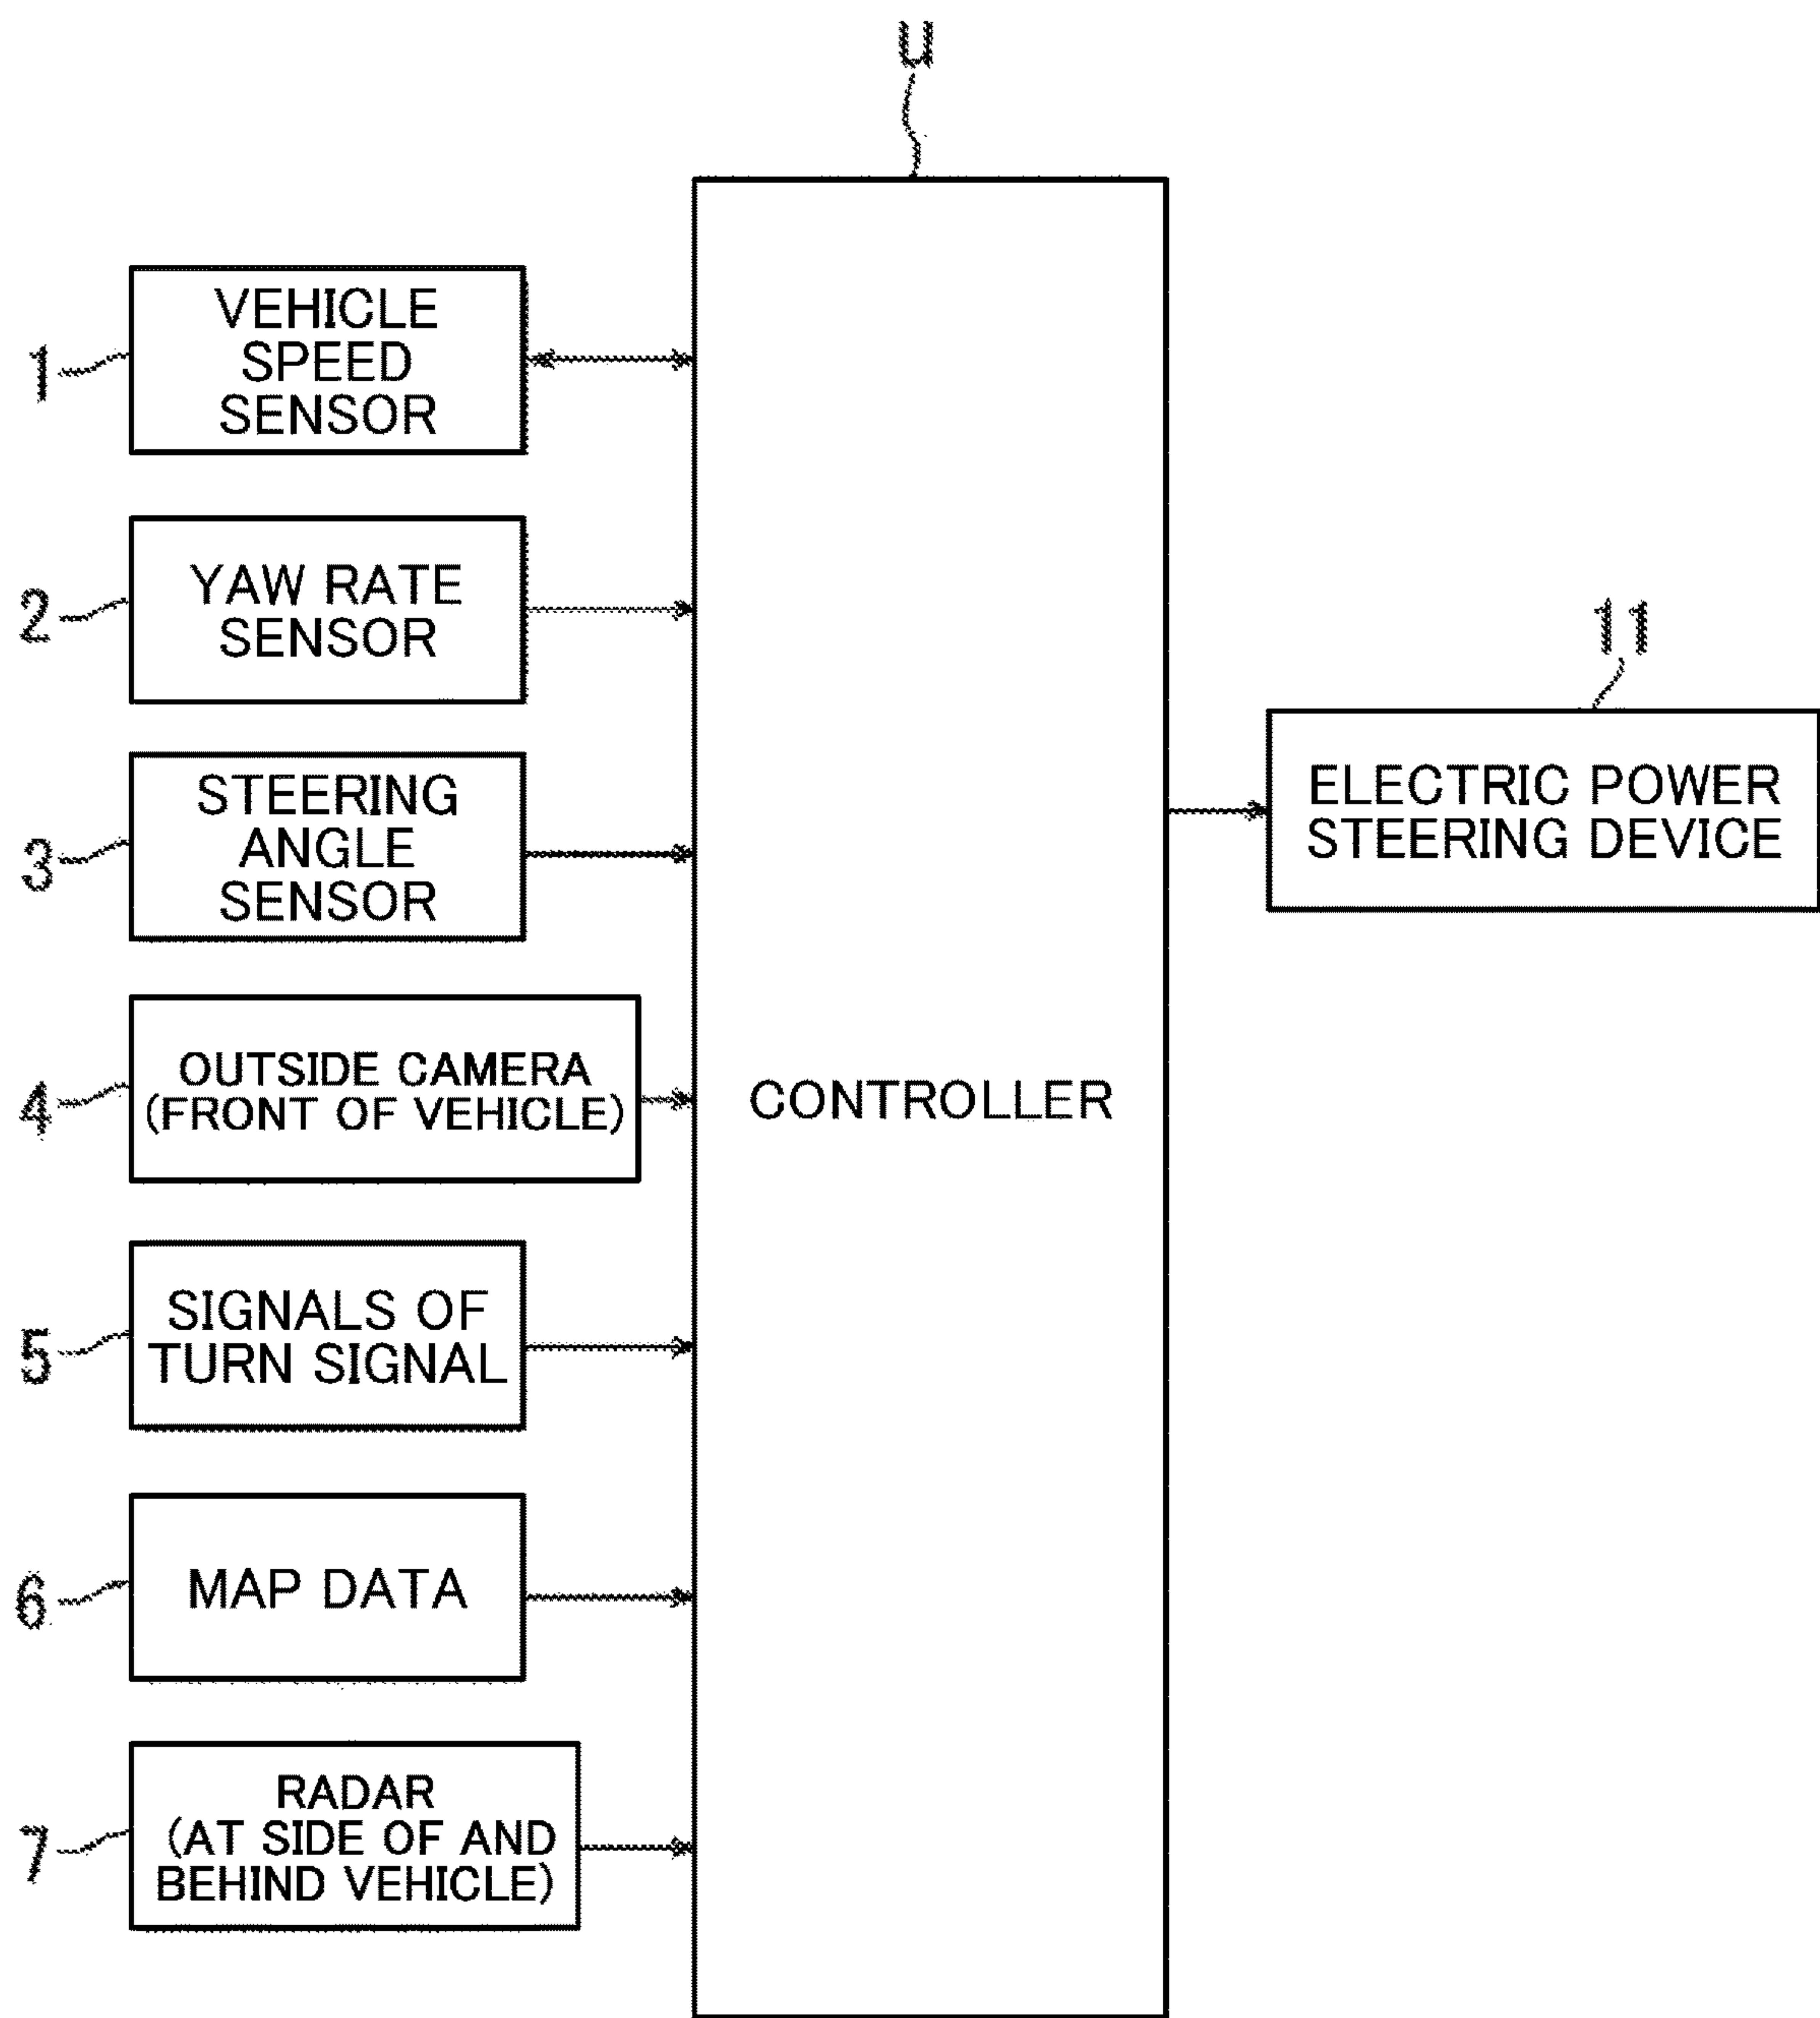 U
1
VEHICLE
SPEED
SENSOR
2
YAW RATE
SENSOR
3
STEERING
ANGLE
SENSOR
4
OUTSIDE CAMERA
(FRONT OF VEHICLE)
5
SIGNALS OF
TURN SIGNAL
6
MAP DATA
7
RADAR
(AT SIDE OF AND
BEHIND VEHICLE)
CONTROLLER
11
ELECTRIC POWER
STEERING DEVICE